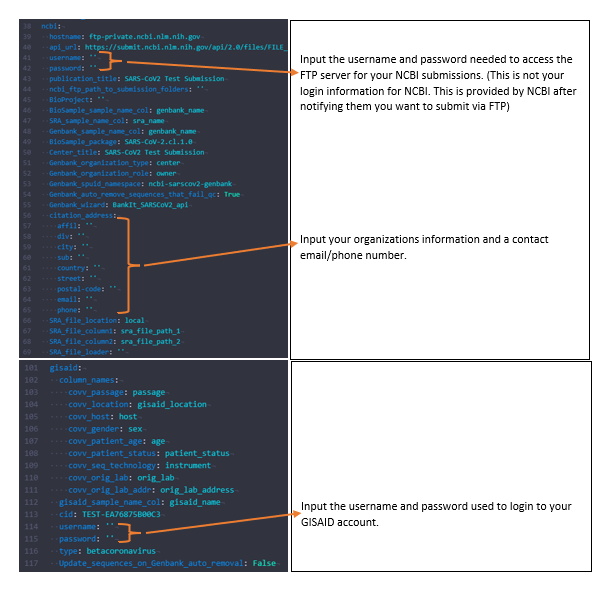 38 ncbi:
39 hostname: ftp-private.ncbi.nlm.nih.gov
40 api_url: https://submit.ncbi.nlm.nih.gov/api/2.0/files/FILE_
41 username: ''
42 password: ''
43 publication_title: SARS-CoV2 Test Submission
44 ncbi_ftp_path_to_submission_folders: ''
45 BioProject: ''
46 BioSample_sample_name_col: genbank_name
47 SRA_sample_name_col: sra_name
48 Genbank_sample_name_col: genbank_name
49 BioSample_package: SARS-CoV-2.cl.1.0
50 Center_title: SARS-CoV2 Test Submission
51 Genbank_organization_type: center
52 Genbank_organization_role: owner
53 Genbank_spuid_namespace: ncbi-sarscov2-genbank
54 Genbank_auto_remove_sequences_that_fail_qc: True
55 Genbank_wizard: BankIt_SARSCoV2_api
56 citation_address:
57 affil: ''
58 div: ''
59 city: ''
60 sub: ''
61 country: ''
62 street: ''
63 postal-code: ''
64 email: ''
65 phone: ''
66 SRA_file_location: local
67 SRA_file_column1: sra_file_path_1
68 SRA_file_column2: sra_file_path_2
69 SRA_file_loader: ''
Input the username and password needed to access the
FTP server for your NCBI submissions. (This is not your
login information for NCBI. This is provided by NCBI after
notifying them you want to submit via FTP)
Input your organizations information and a contact
email/phone number.
101 gisaid:
102 column_names:
103 covv_passage: passage
104 covv_location: gisaid_location
105 covv_host: host
106 covv_gender: sex
107 covv_patient_age: age
108 covv_patient_status: patient_status
109 covv_seq_technology: instrument
110 covv_orig_lab: orig_lab
111 covv_orig_lab_addr: orig_lab_address
112 gisaid_sample_name_col: gisaid_name
113 cid: TEST-EA76875B00C3
114 username: ''
115 password: ''
116 type: betacoronavirus
117 Update_sequences_on_Genbank_auto_removal: False
Input the username and password used to login to your
GISAID account.